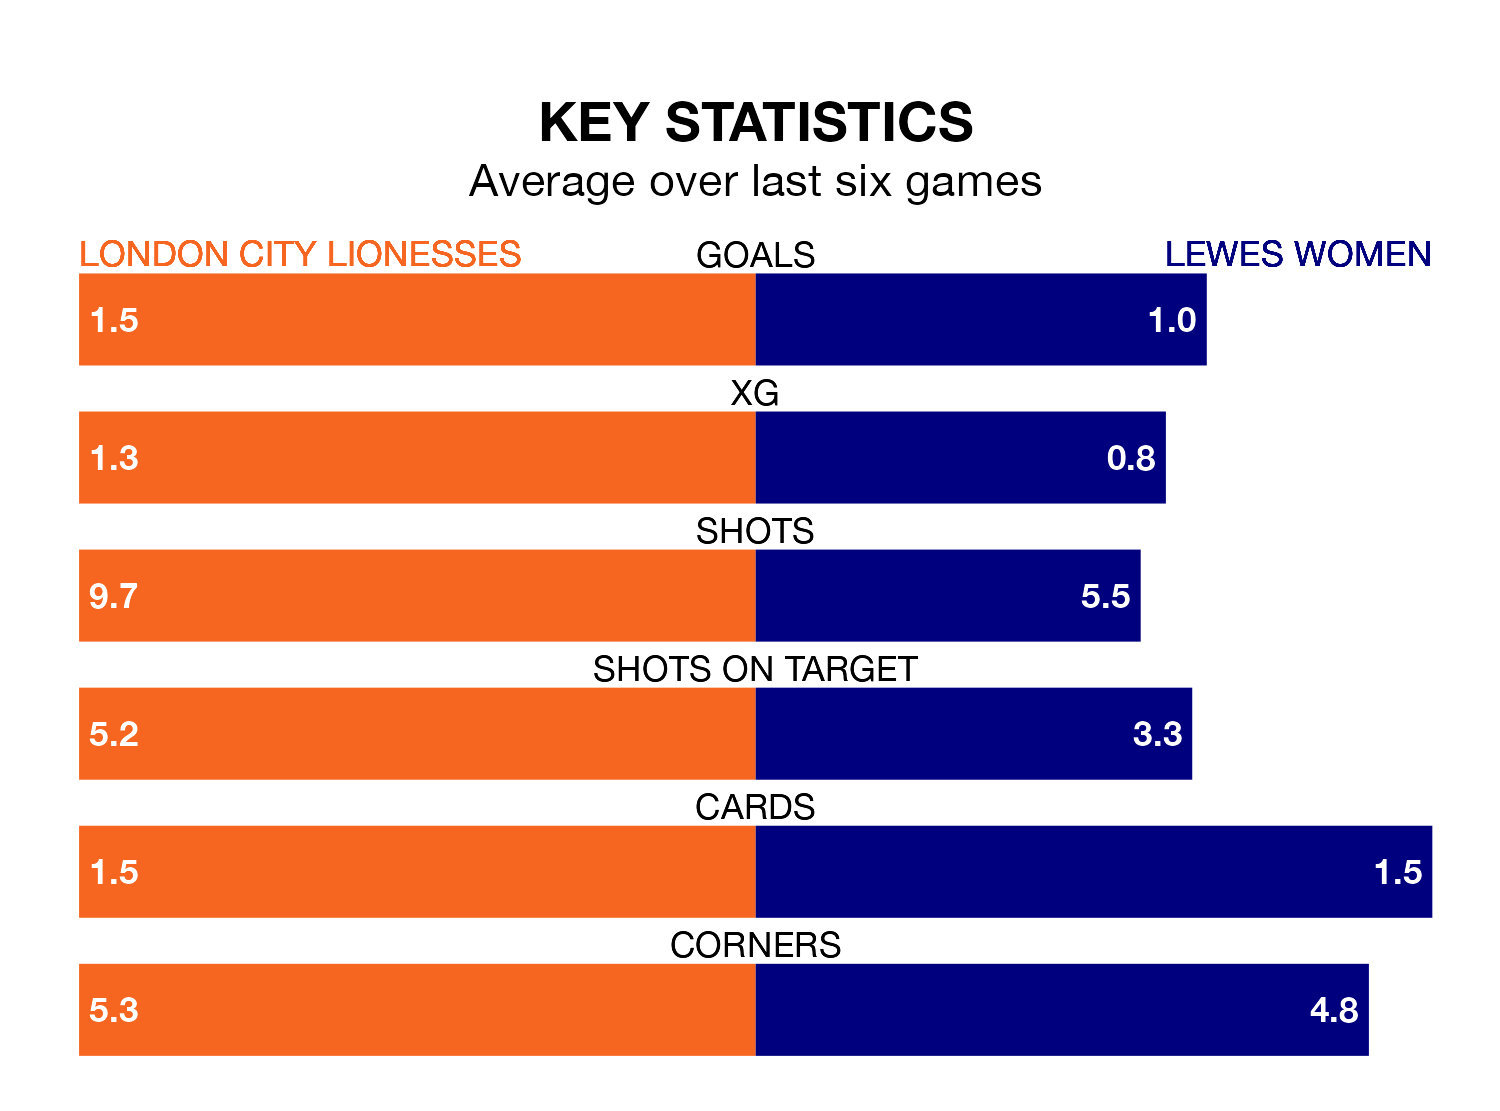 KEY STATISTICS
Average over last six games
LONDON CITY LIONESSES GOALS LEWES WOMEN
1.5 1.0
XG
1.3 0.8
SHOTS
9.7 5.5
SHOTS ON TARGET
5.2 3.3
CARDS
1.5 1.5
CORNERS
5.3 4.8